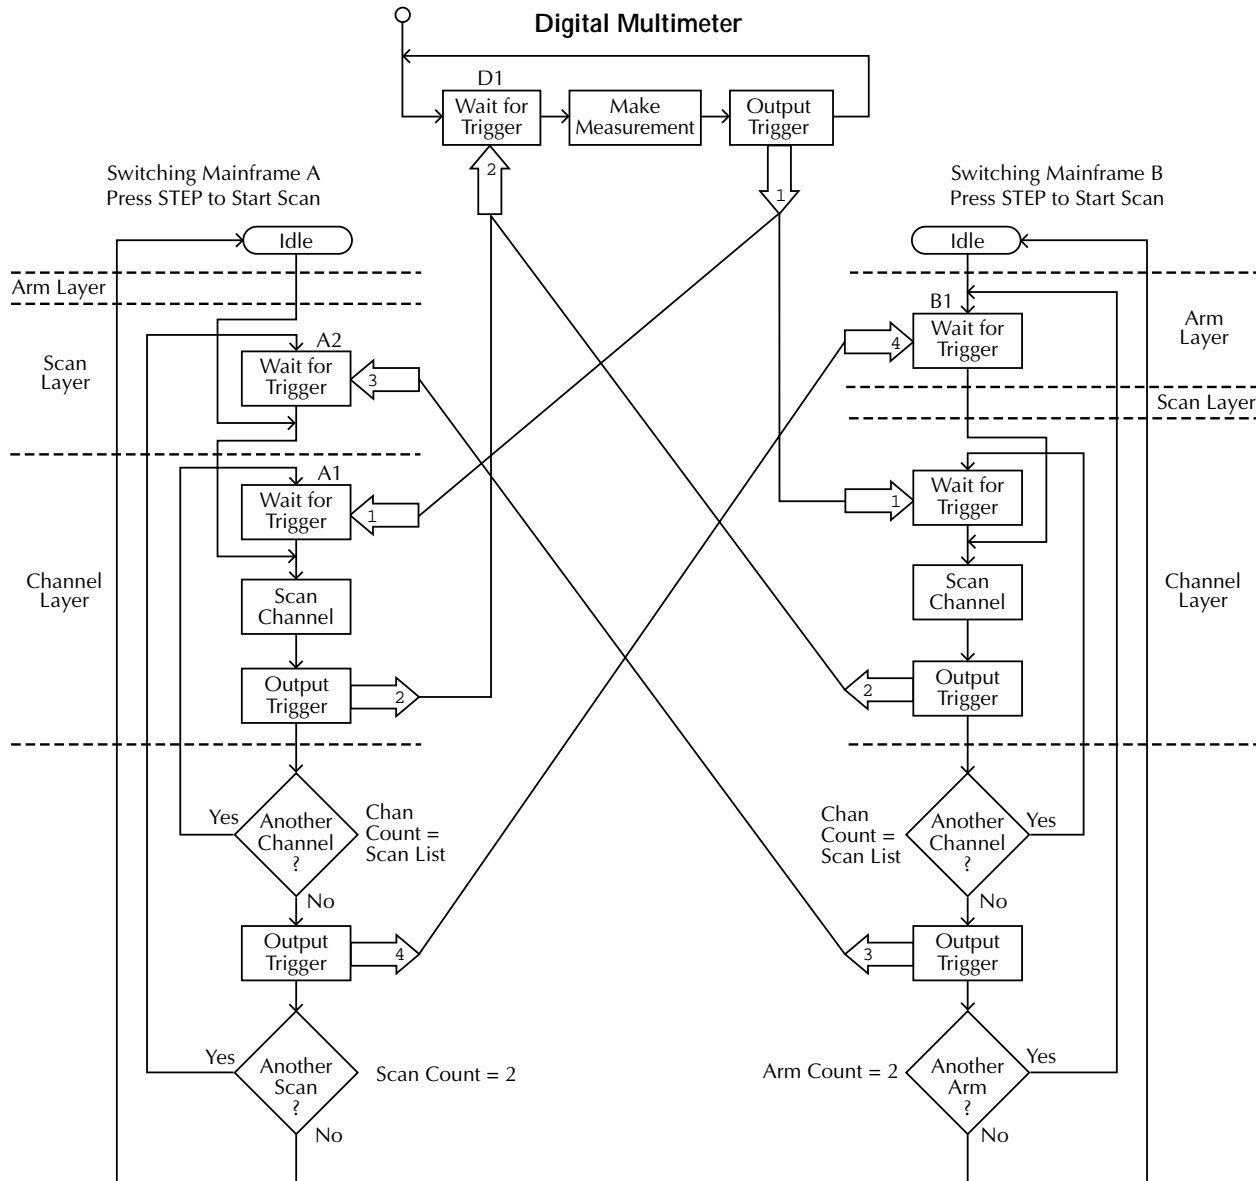 Digital Multimeter
D1
Wait for
Trigger
Make
Measurement
Output
Trigger
2
1
Switching Mainframe A
Press STEP to Start Scan
Idle
Arm Layer
Scan
Layer
A2
Wait for
Trigger
3
A1
Wait for
Trigger
1
Channel
Layer
Scan
Channel
Output
Trigger
2
Yes
Another
Channel
?
Chan
Count =
Scan List
No
Output
Trigger
4
Yes
Another
Scan
?
Scan Count = 2
No
Switching Mainframe B
Press STEP to Start Scan
Idle
B1
4
Wait for
Trigger
Arm
Layer
Scan Layer
1
Wait for
Trigger
Scan
Channel
Channel
Layer
2
Output
Trigger
Chan
Count =
Scan List
Another
Channel
?
Yes
No
3
Output
Trigger
Arm Count = 2
Another
Arm
?
Yes
No